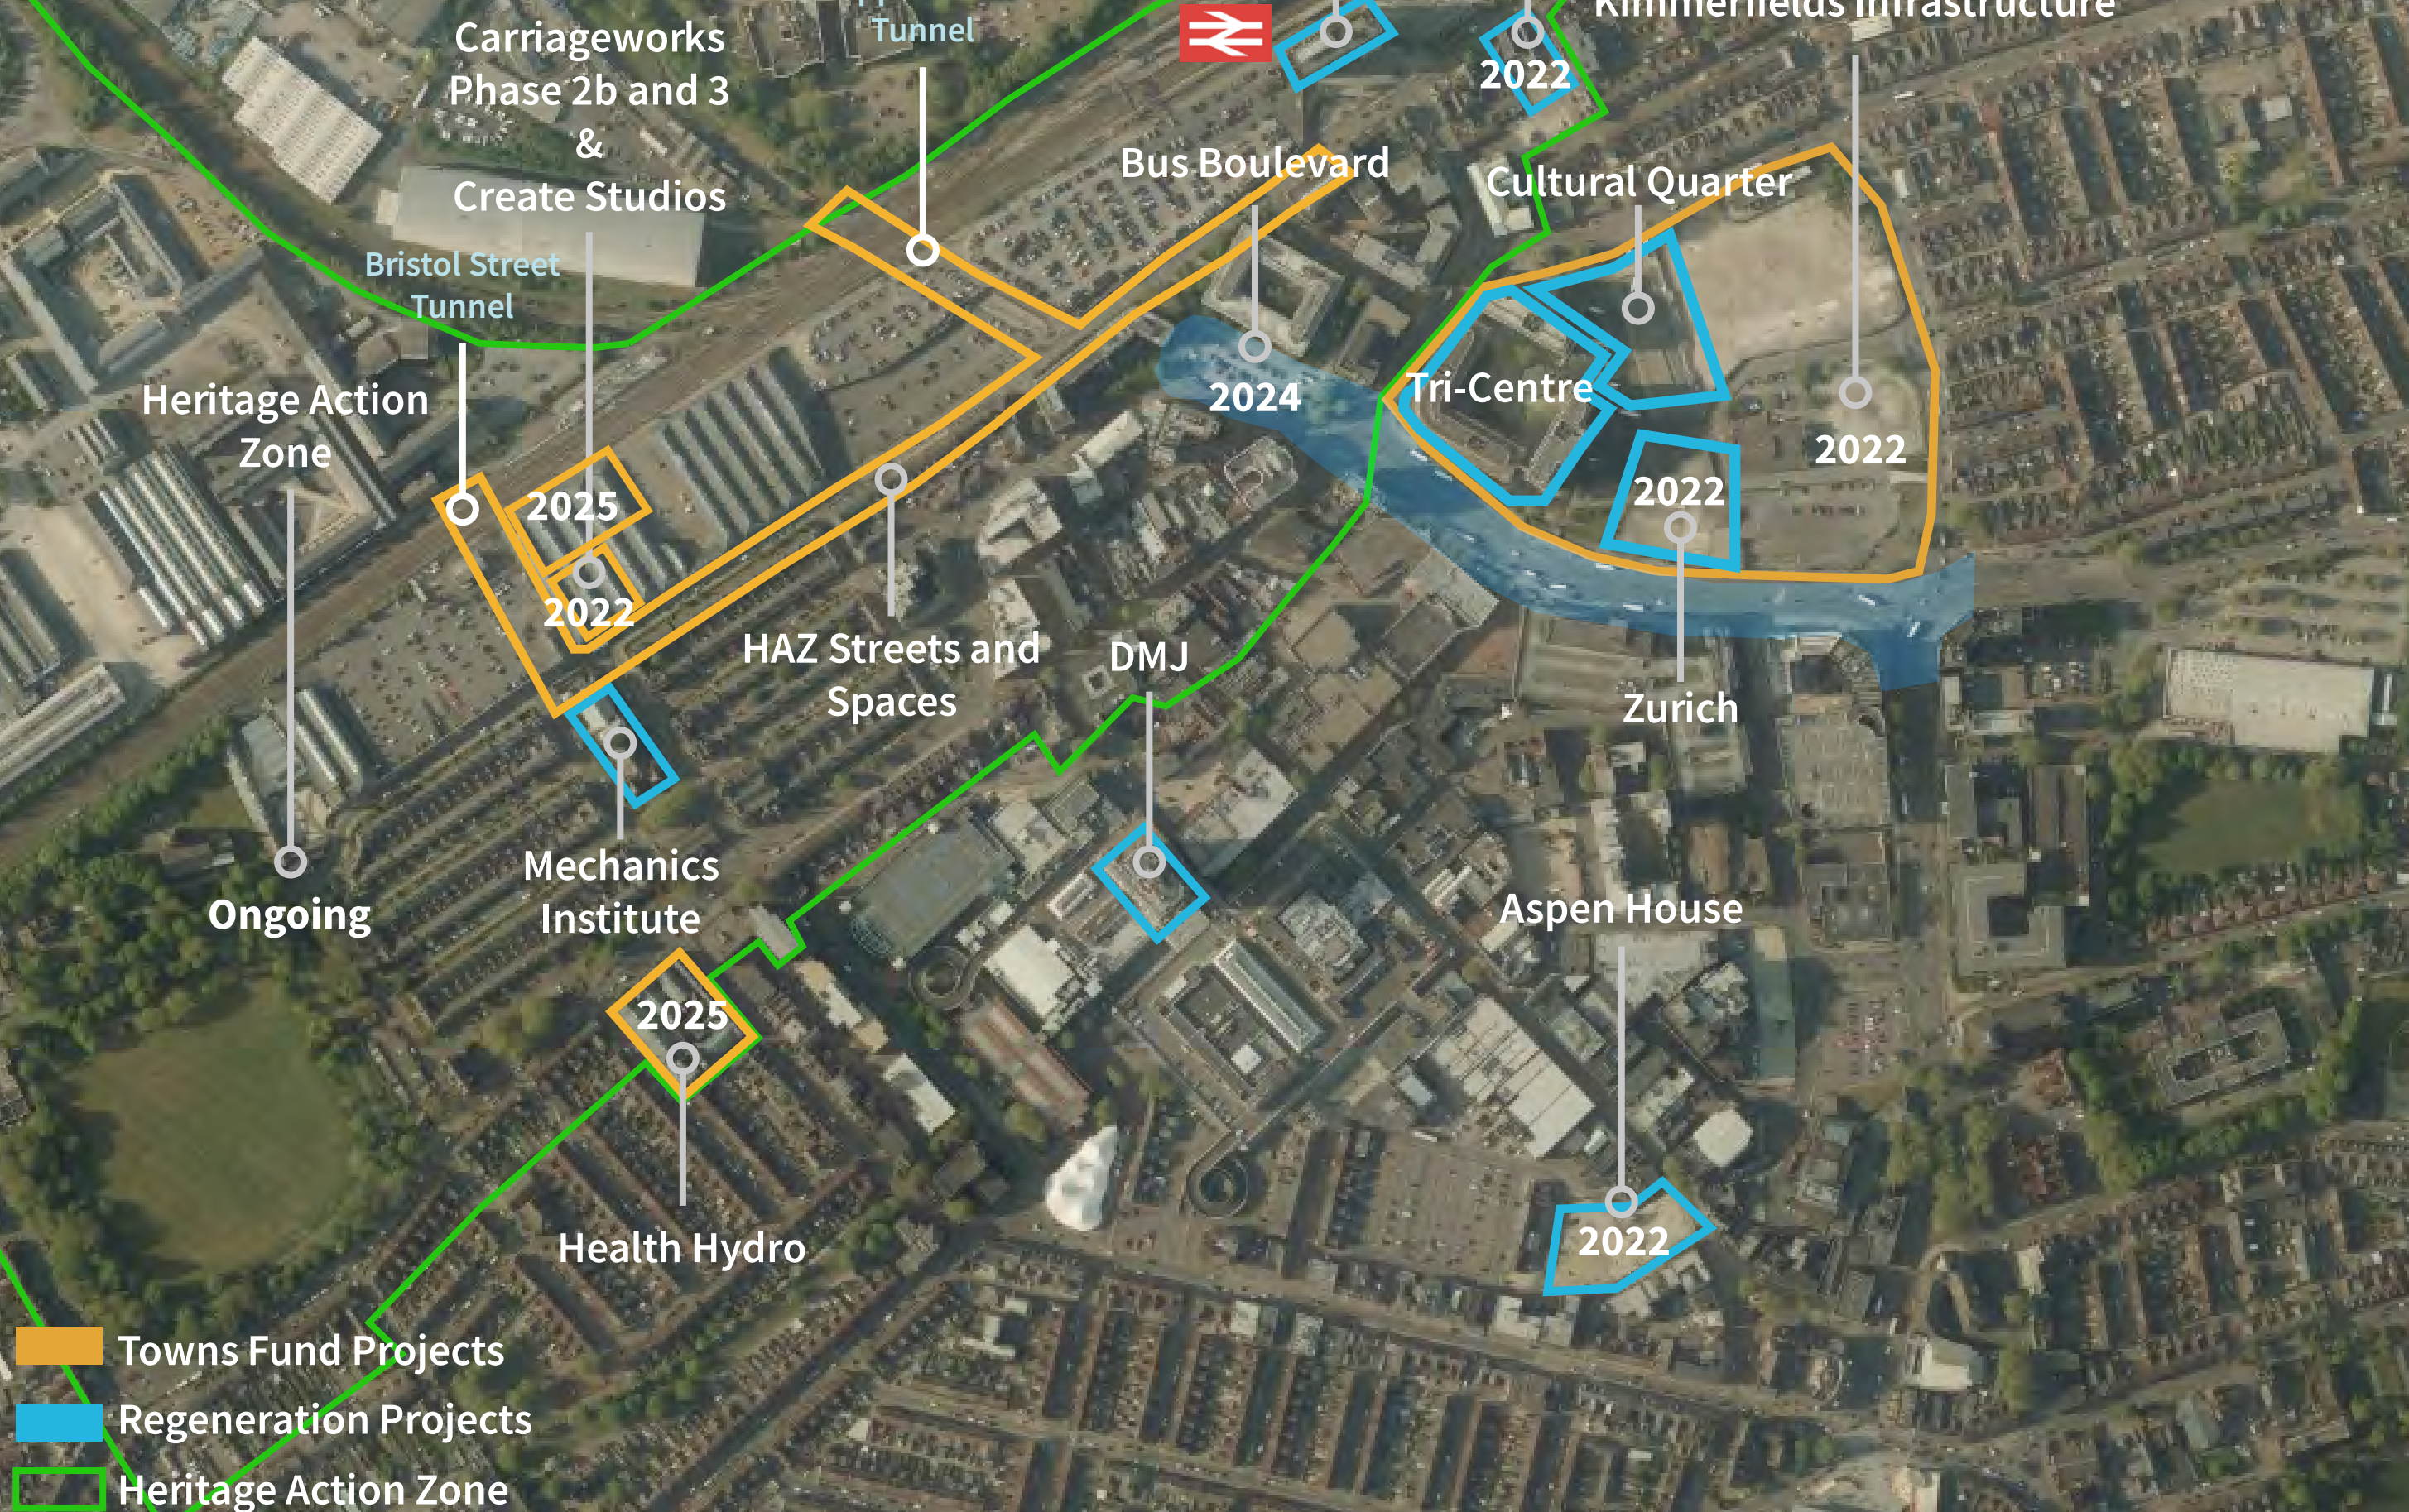 Kimmerfields Infrastructure
Tunnel
Carriageworks
Phase 2b and 3
&
Create Studios
2022
Bus Boulevard
Cultural Quarter
Bristol Street
Tunnel
Heritage Action
Zone
2024
Tri-Centre
2022
2025
2022
2022
HAZ Streets and
Spaces
DMJ
Zurich
Mechanics
Institute
Ongoing
Aspen House
2025
Health Hydro
2022
Towns Fund Projects
Regeneration Projects
Heritage Action Zone